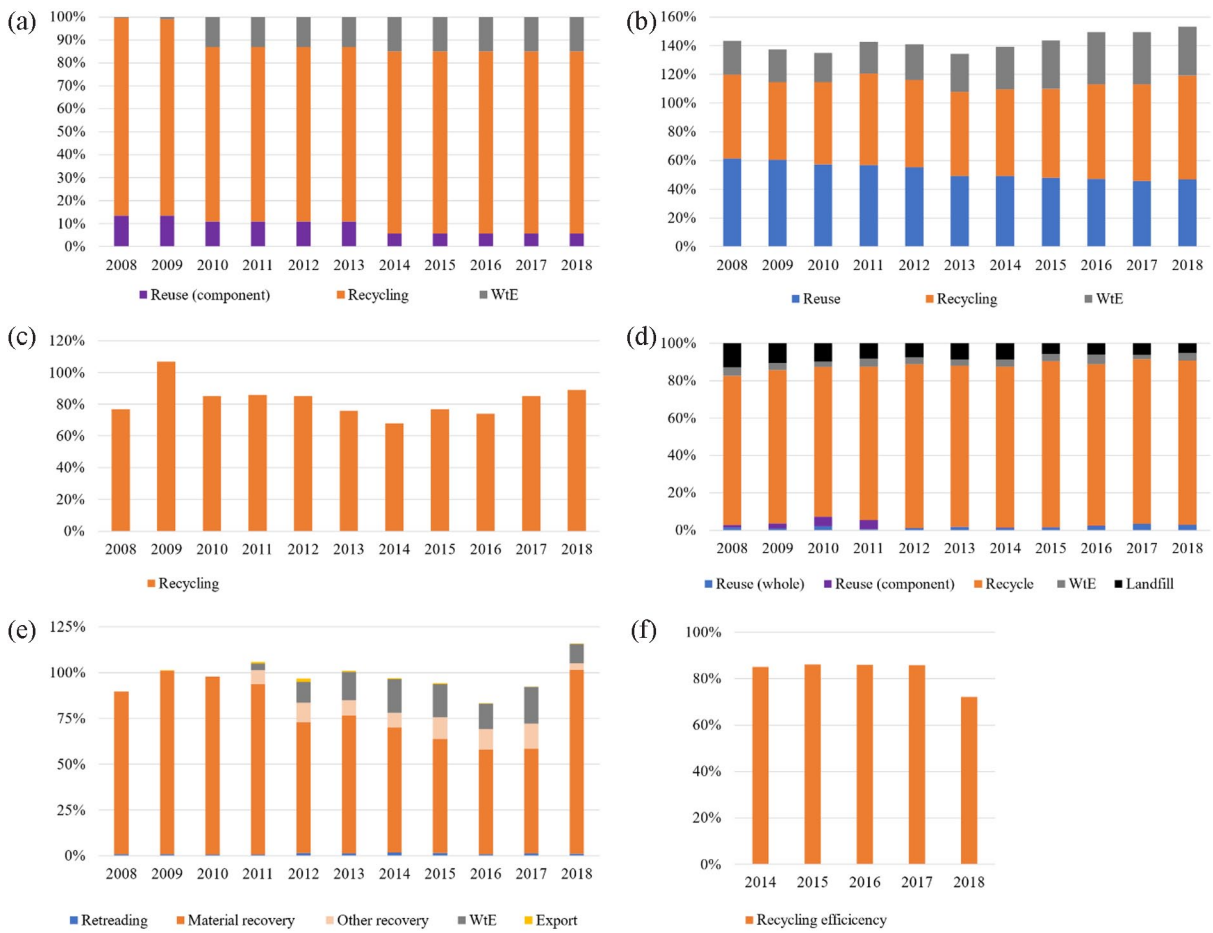 (a)
100%
90%
80%
70%
60%
50%
40%
30%
20%
10%
0%
2008 2009 2010 2011 2012 2013 2014 2015 2016 2017 2018
Reuse (component) Recycling WtE
(b)
160%
140%
120%
100%
80%
60%
40%
20%
0%
2008 2009 2010 2011 2012 2013 2014 2015 2016 2017 2018
Reuse Recycling WtE
(c)
120%
100%
80%
60%
40%
20%
0%
2008 2009 2010 2011 2012 2013 2014 2015 2016 2017 2018
Recycling
(d)
100%
80%
60%
40%
20%
0%
2008 2009 2010 2011 2012 2013 2014 2015 2016 2017 2018
Reuse (whole) Reuse (component) Recycle WtE Landfill
(e)
125%
100%
75%
50%
25%
0%
2008 2009 2010 2011 2012 2013 2014 2015 2016 2017 2018
Retreading Material recovery Other recovery WtE Export
(f)
100%
80%
60%
40%
20%
0%
2014 2015 2016 2017 2018
Recycling efficicency